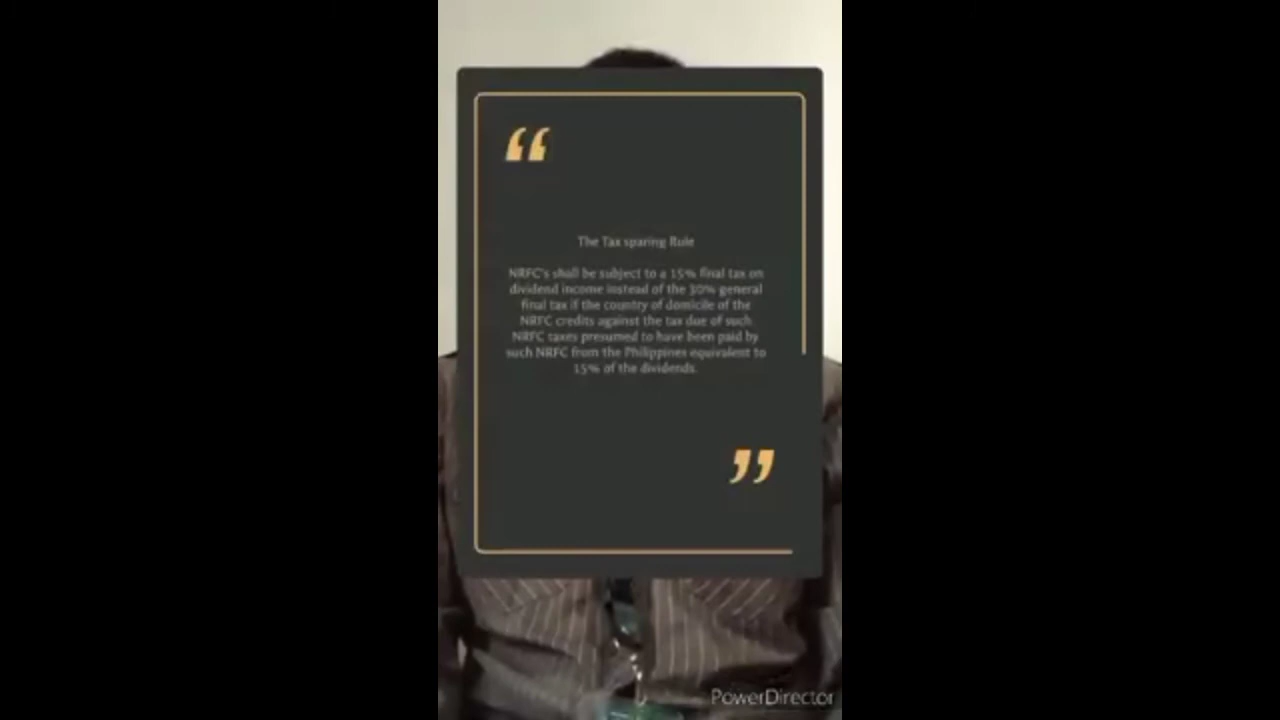 “
The Tax sparing Rule
NRFC's shall be subject to a 15% final tax on
dividend income instead of the 30% general
final tax if the country of domicile of the
NRFC credits against the tax due of such
NRFC taxes presumed to have been paid by
such NRFC from the Philippines equivalent to
15% of the dividends.
”
PowerDirector